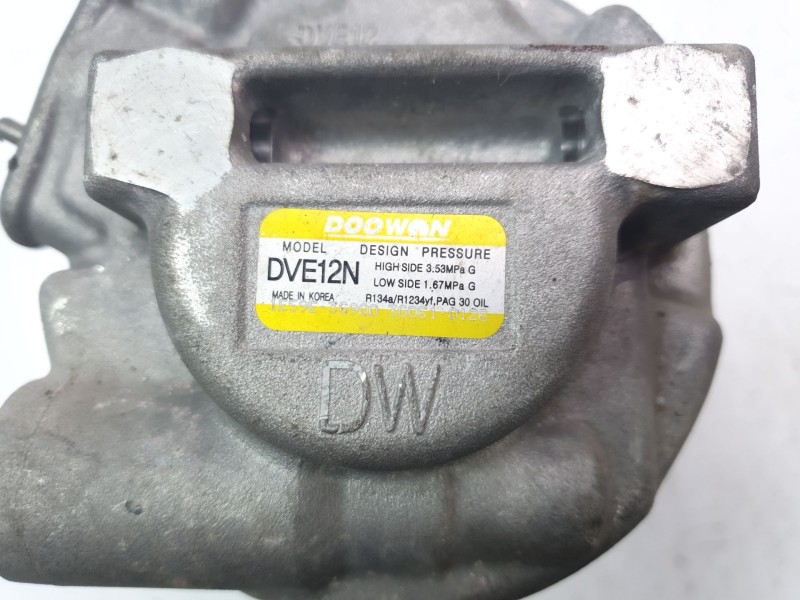 DVE12
DOOWON
MODEL DESIGN PRESSURE
DVE12N HIGH SIDE 3.53MPa G
LOW SIDE 1.67MPa G
MADE IN KOREA R134a/R1234yf,PAG 30 OIL
DW